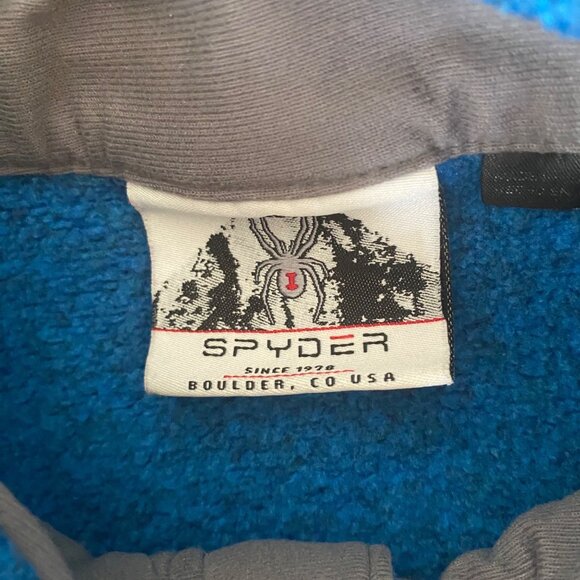 I
SPYDER
SINCE 1978
BOULDER, CO USA